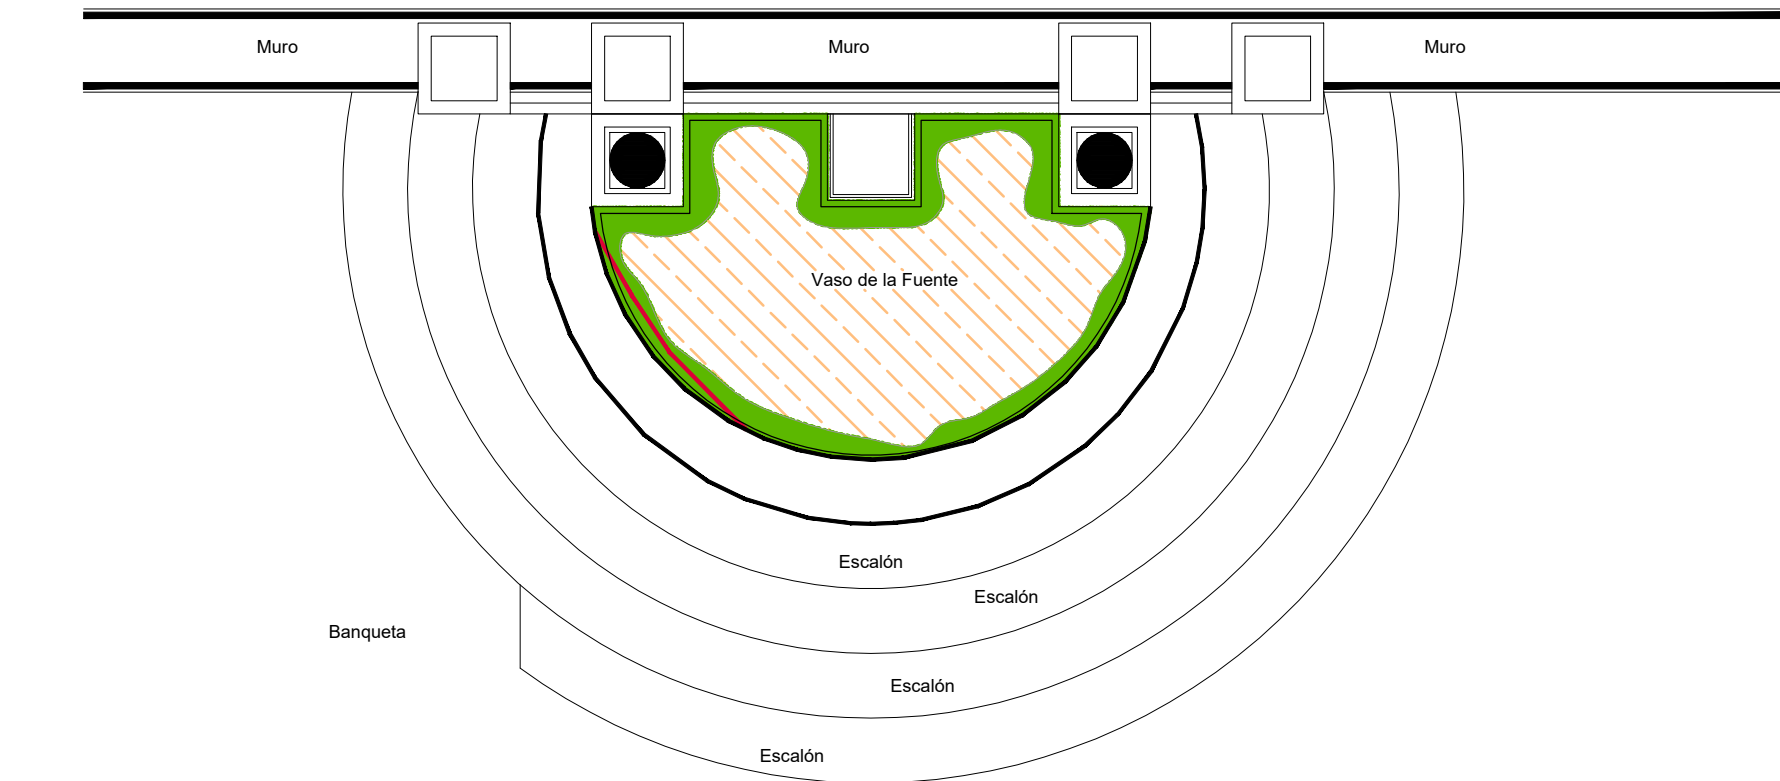 Muro
Muro
Muro
Vaso de la Fuente
Escalón
Escalón
Banqueta
Escalón
Escalón